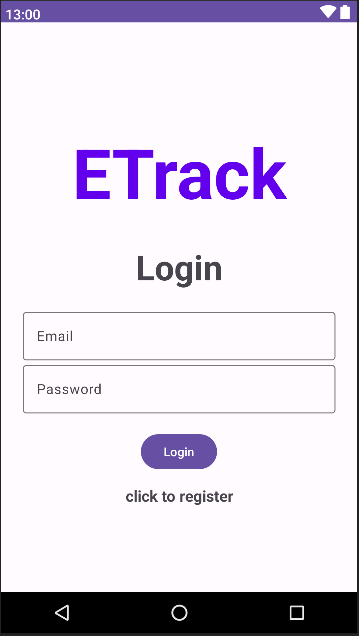 13:00
ETrack
Login
Email
Password
Login
click to register